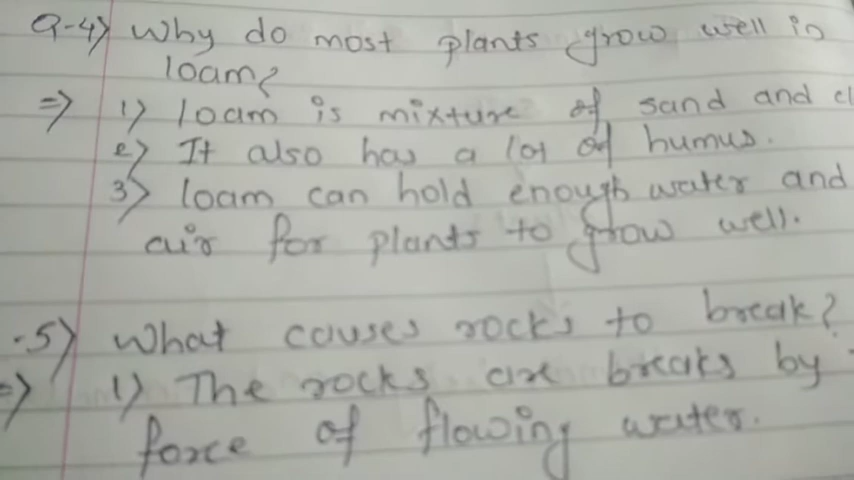 Q-4) Why do most plants grow well in
loam?
=> 1) loam is mixture of sand and cl
2) It also has a lot of humus.
3) loam can hold enough water and
air for plants to grow well.
-5) What causes rocks to break?
=> 1) The rocks are breaks by
force of flowing water.